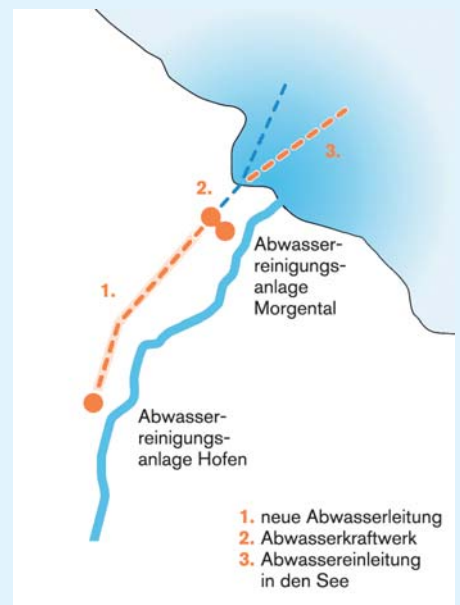 3.
2.
Abwasser-
reinigungs-
anlage
Morgental
1.
Abwasser-
reinigungs-
anlage Hofen
1. neue Abwasserleitung
2. Abwasserkraftwerk
3. Abwassereinleitung
in den See